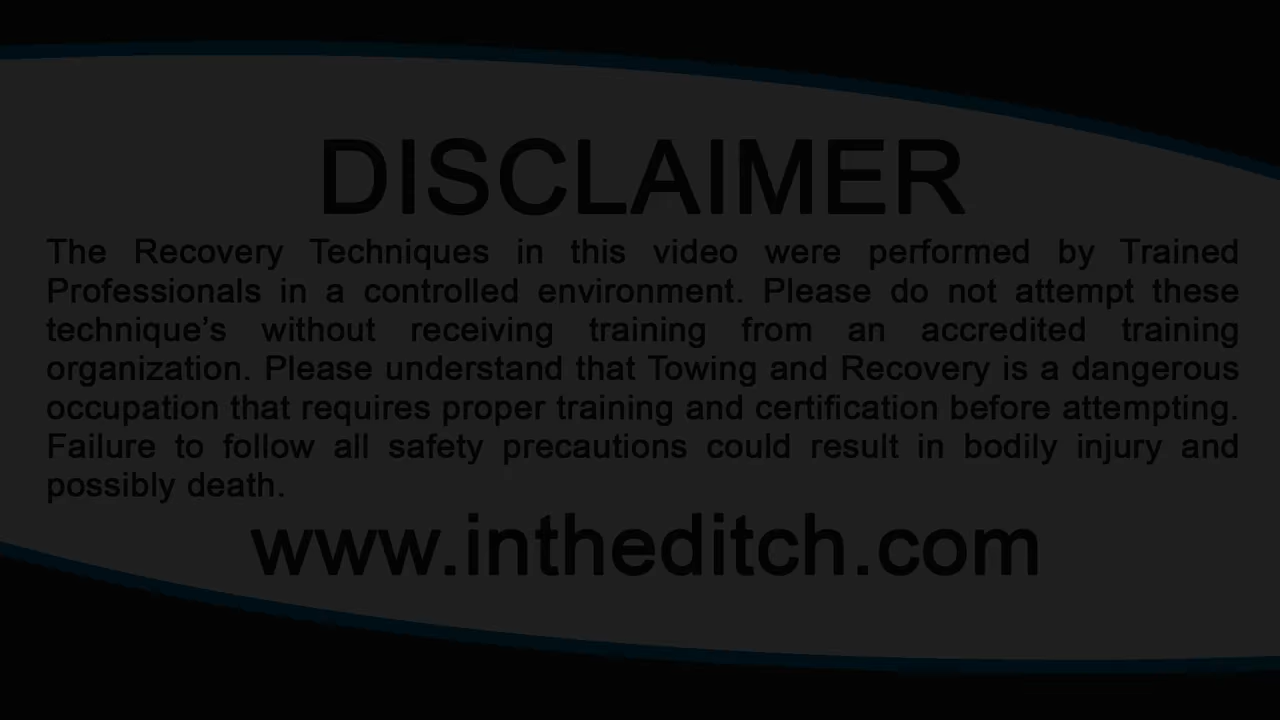 DISCLAIMER
The Recovery Techniques in this video were performed by Trained
Professionals in a controlled environment. Please do not attempt these
technique’s without receiving training from an accredited training
organization. Please understand that Towing and Recovery is a dangerous
occupation that requires proper training and certification before attempting.
Failure to follow all safety precautions could result in bodily injury and
possibly death.
www.intheditch.com